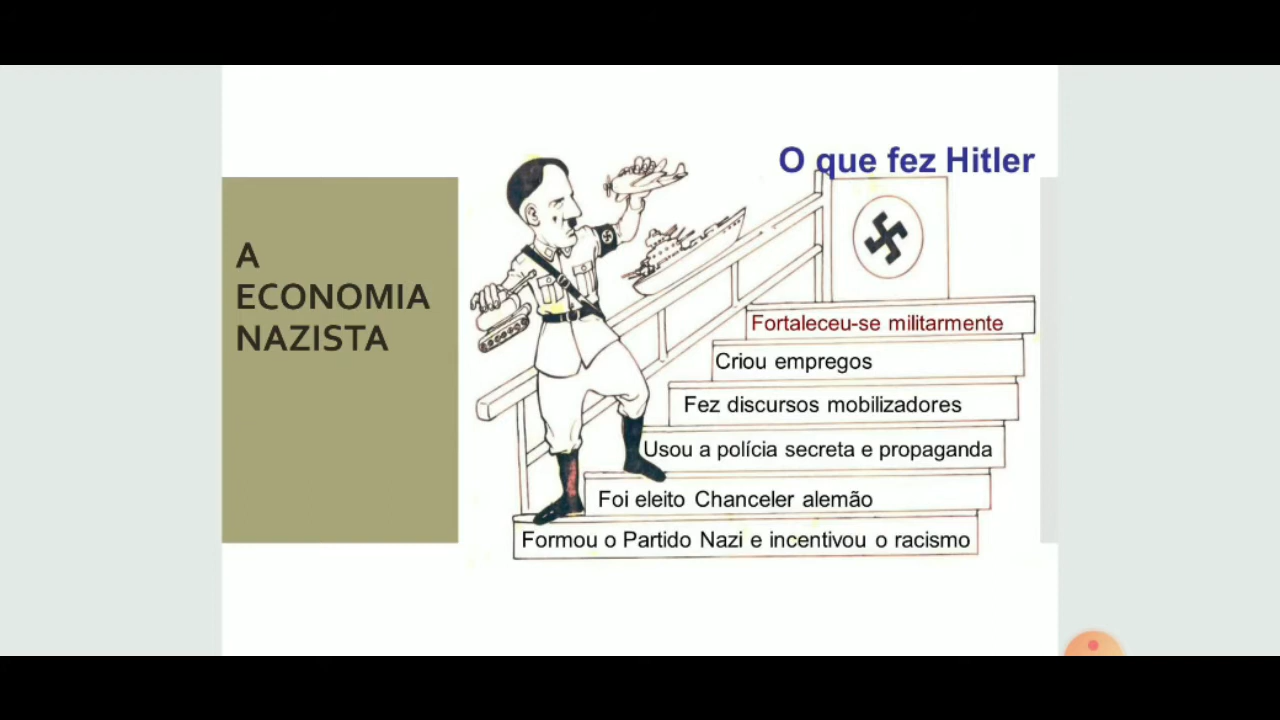 O que fez Hitler
A
ECONOMIA
NAZISTA
Fortaleceu-se militarmente
Criou empregos
Fez discursos mobilizadores
Usou a polícia secreta e propaganda
Foi eleito Chanceler alemão
Formou o Partido Nazi e incentivou o racismo